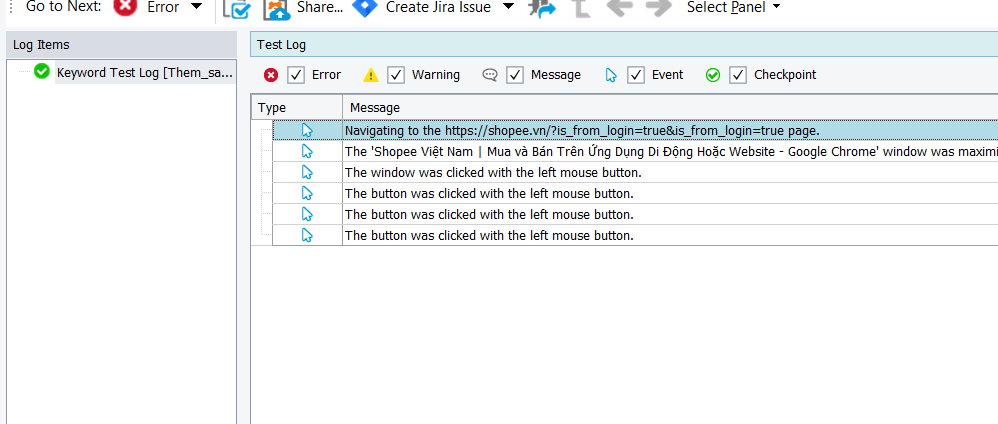 Go to Next: Error Share... Create Jira Issue Select Panel
Log Items
Keyword Test Log [Them_sa...
Test Log
Error Warning Message Event Checkpoint
Type Message
Navigating to the https://shopee.vn/?is_from_login=true&is_from_login=true page.
The 'Shopee Việt Nam | Mua và Bán Trên Ứng Dụng Di Động Hoặc Website - Google Chrome' window was maximi
The window was clicked with the left mouse button.
The button was clicked with the left mouse button.
The button was clicked with the left mouse button.
The button was clicked with the left mouse button.